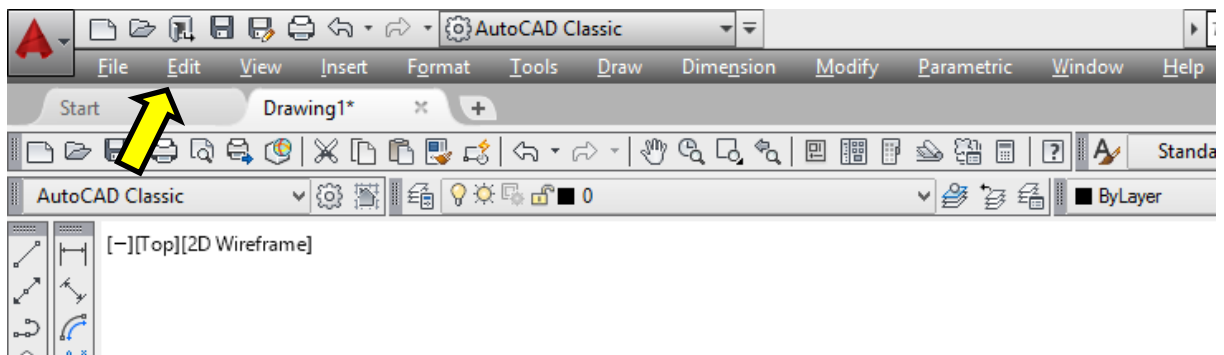 AutoCAD Classic
File Edit View Insert Format Tools Draw Dimension Modify Parametric Window Help
Start Drawing1* +
Standa
AutoCAD Classic 0 ByLayer
[−][Top][2D Wireframe]